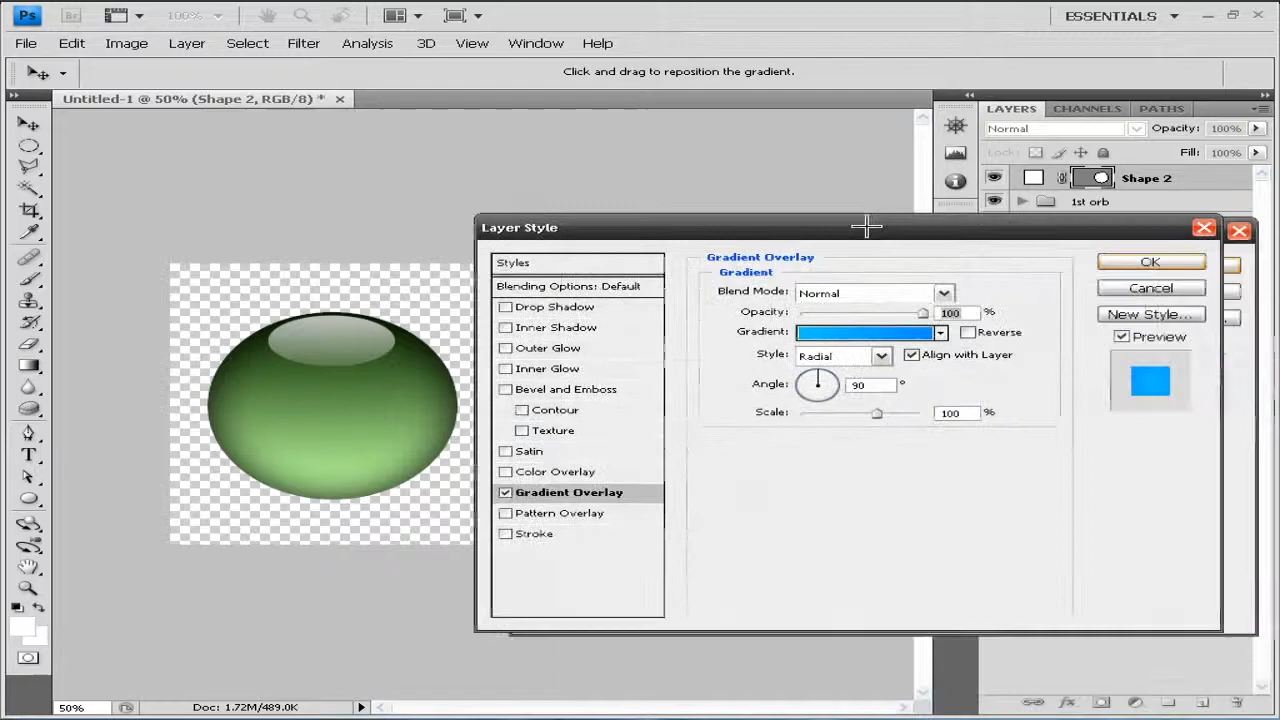 Ps Br 100% ESSENTIALS
File Edit Image Layer Select Filter Analysis 3D View Window Help
Click and drag to reposition the gradient.
Untitled-1 @ 50% (Shape 2, RGB/8) *
LAYERS CHANNELS PATHS
Normal Opacity: 100%
Lock: Fill: 100%
Shape 2
1st orb
Layer Style
Styles
Blending Options: Default
Drop Shadow
Inner Shadow
Outer Glow
Inner Glow
Bevel and Emboss
Contour
Texture
Satin
Color Overlay
Gradient Overlay
Pattern Overlay
Stroke
Gradient Overlay
Gradient
Blend Mode: Normal
Opacity: 100 %
Gradient: Reverse
Style: Radial Align with Layer
Angle: 90 °
Scale: 100 %
OK
Cancel
New Style...
Preview
T
fx
50% Doc: 1.72M/489.0K